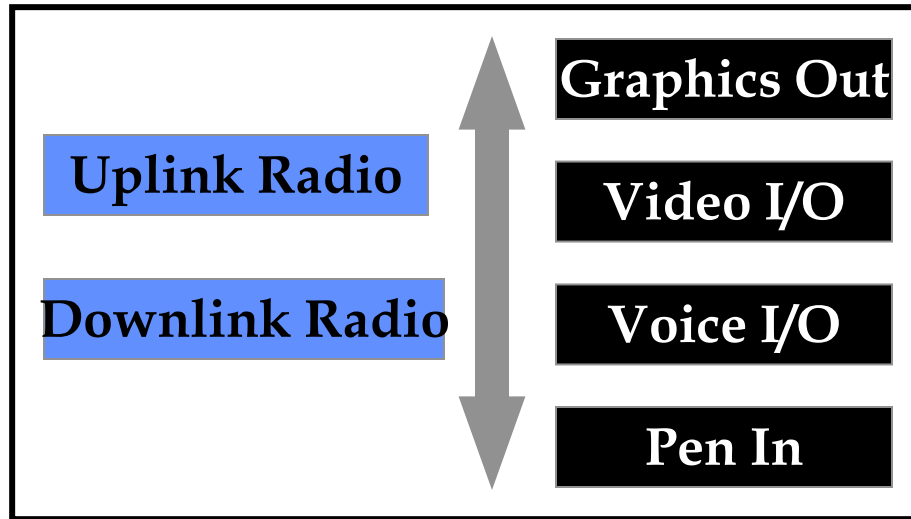 Uplink Radio
Downlink Radio
Graphics Out
Video I/O
Voice I/O
Pen In